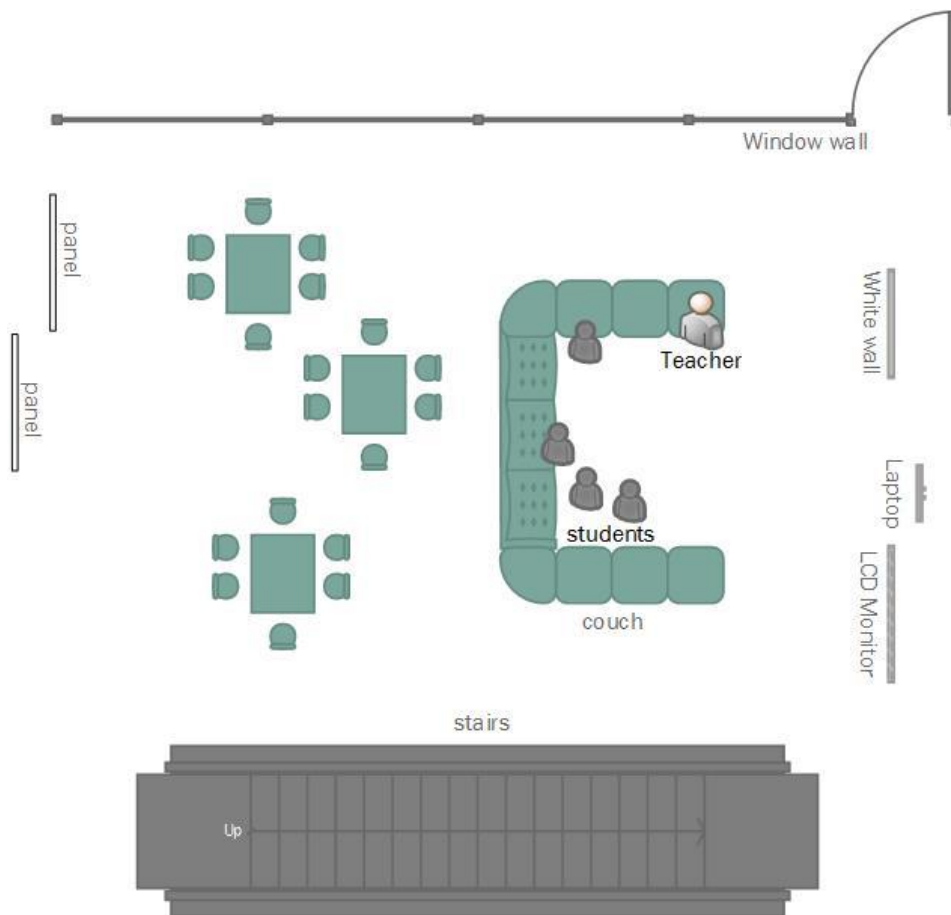 Window wall
panel
panel
White wall
Teacher
Laptop
students
LCD Monitor
couch
stairs
Up